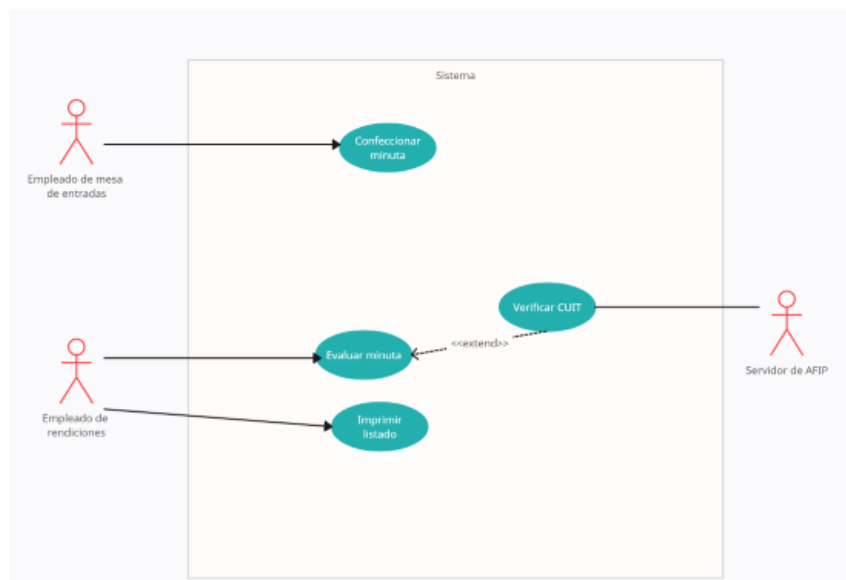 Sistema
Confeccionar
minuta
Empleado de mesa
de entradas
Verificar CUIT
<<extend>>
Evaluar minuta
Servidor de AFIP
Empleado de
rendiciones
Imprimir
listado